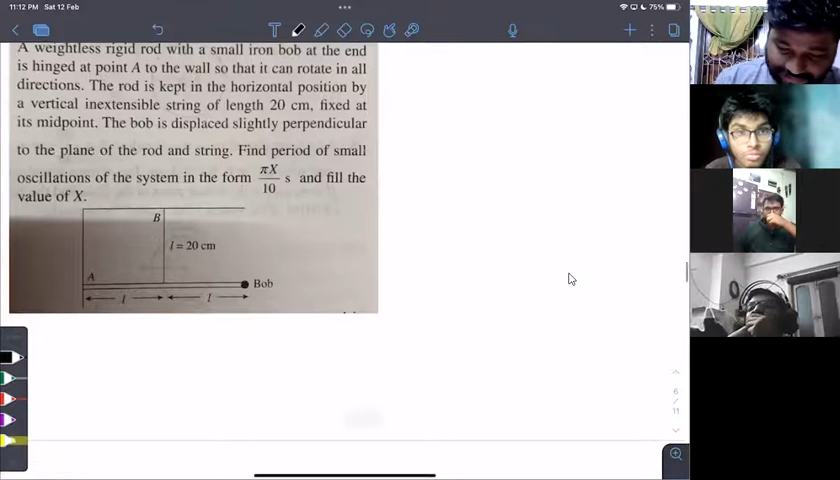 11:12 PM Sat 12 Feb
75%
A weightless rigid rod with a small iron bob at the end
is hinged at point A to the wall so that it can rotate in all
directions. The rod is kept in the horizontal position by
a vertical inextensible string of length 20 cm, fixed at
its midpoint. The bob is displaced slightly perpendicular
to the plane of the rod and string. Find period of small
oscillations of the system in the form πX/10 s and fill the
value of X.
B
l = 20 cm
A
Bob
l
l
6
/
11